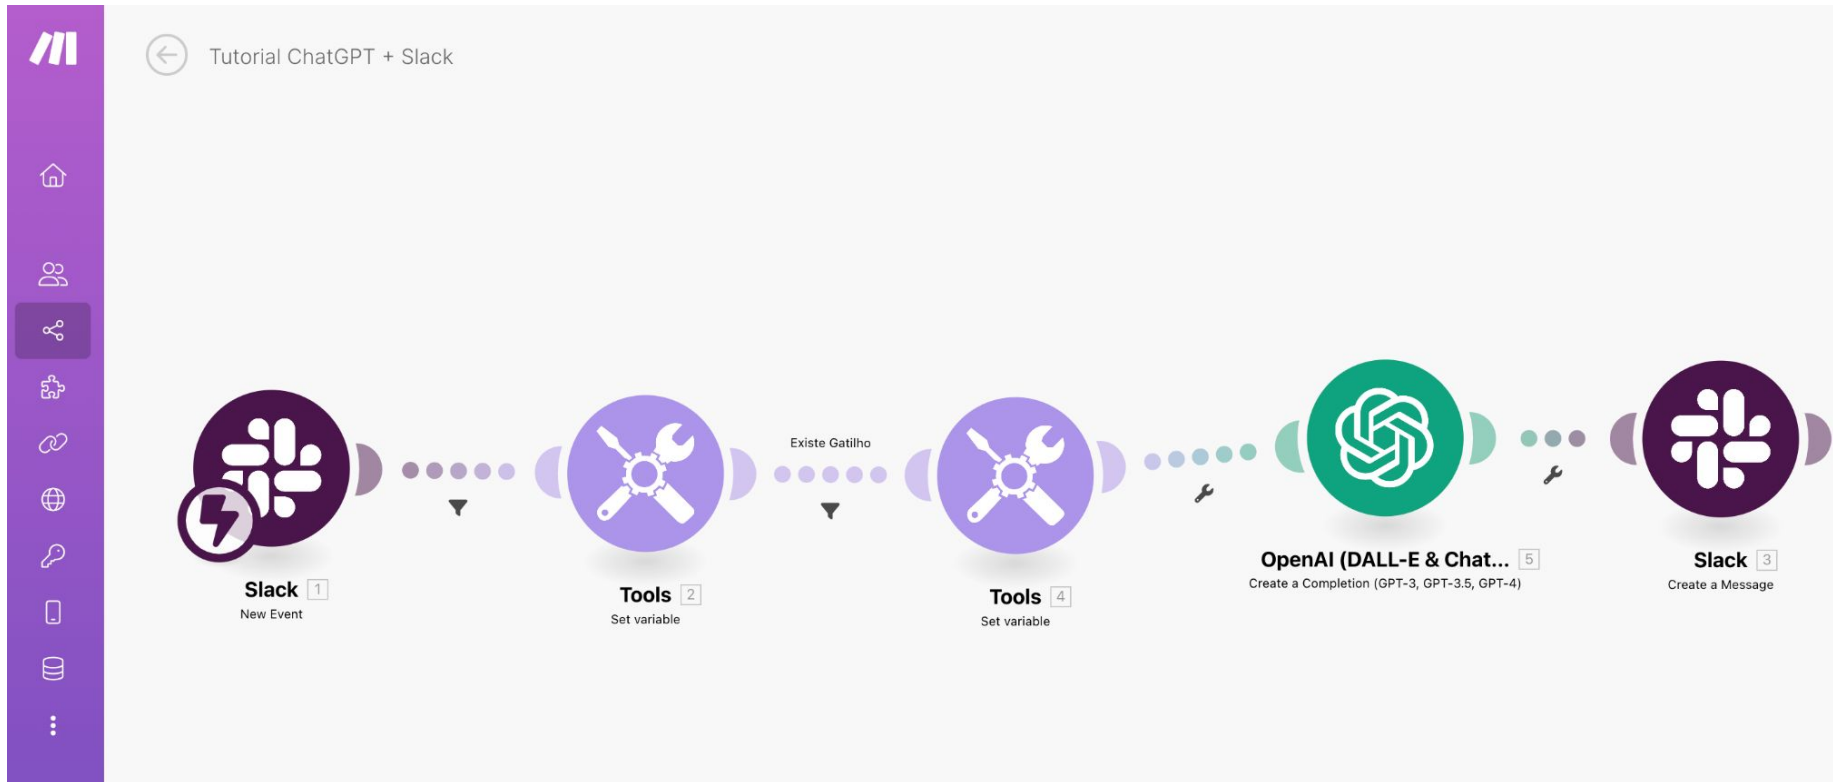 Tutorial ChatGPT + Slack
Existe Gatilho
Slack 1
New Event
Tools 2
Set variable
Tools 4
Set variable
OpenAI (DALL-E & Chat... 5
Create a Completion (GPT-3, GPT-3.5, GPT-4)
Slack 3
Create a Message